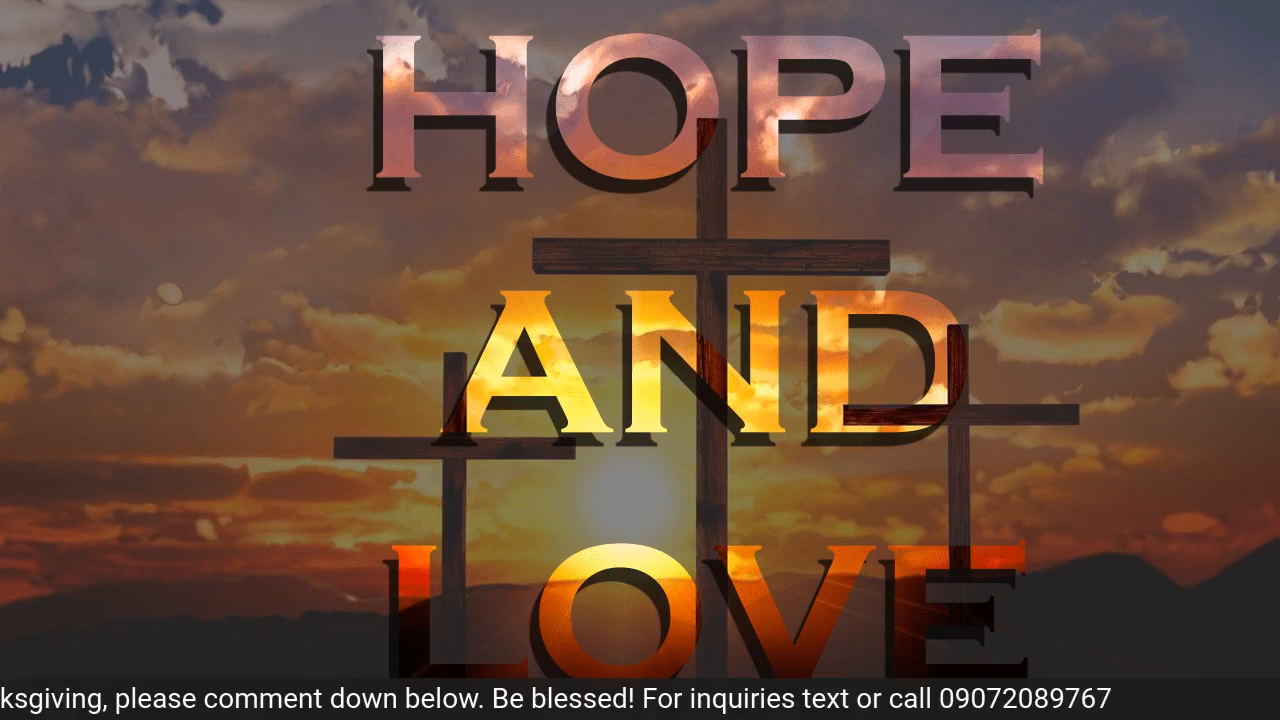 HOPE
AND
LOVE
ksgiving, please comment down below. Be blessed! For inquiries text or call 09072089767